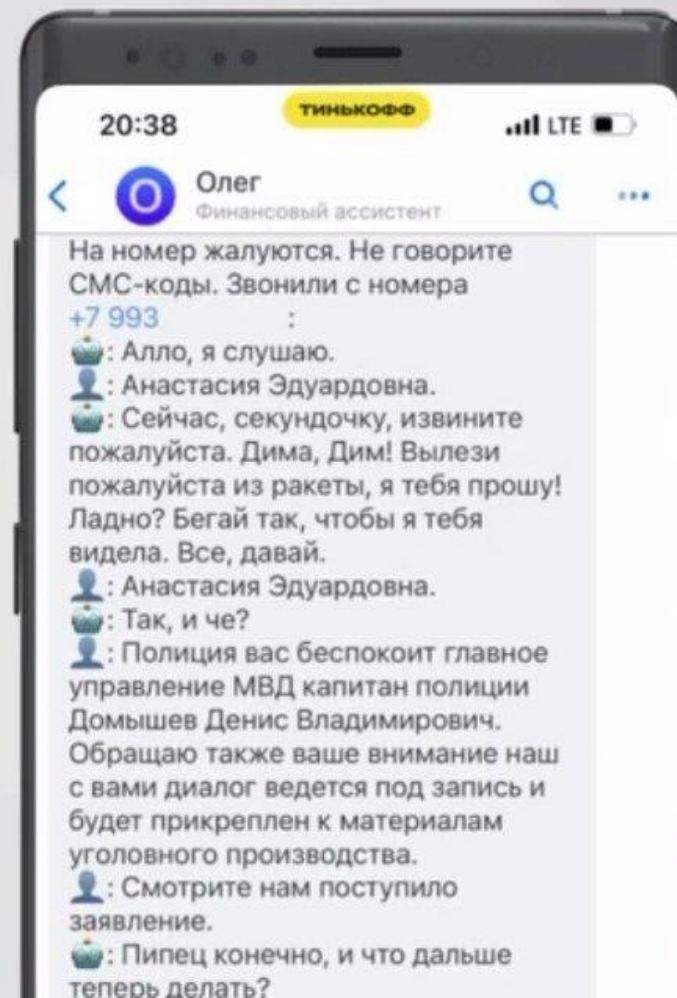 20:38
ТИНЬКОФФ
LTE
О
Олег
Финансовый ассистент
На номер жалуются. Не говорите
СМС-коды. Звонили с номера
+7 993 :
: Алло, я слушаю.
: Анастасия Эдуардовна.
: Сейчас, секундочку, извините
пожалуйста. Дима, Дим! Вылези
пожалуйста из ракеты, я тебя прошу!
Ладно? Бегай так, чтобы я тебя
видела. Все, давай.
: Анастасия Эдуардовна.
: Так, и че?
: Полиция вас беспокоит главное
управление МВД капитан полиции
Домышев Денис Владимирович.
Обращаю также ваше внимание наш
с вами диалог ведется под запись и
будет прикреплен к материалам
уголовного производства.
: Смотрите нам поступило
заявление.
: Пипец конечно, и что дальше
теперь делать?